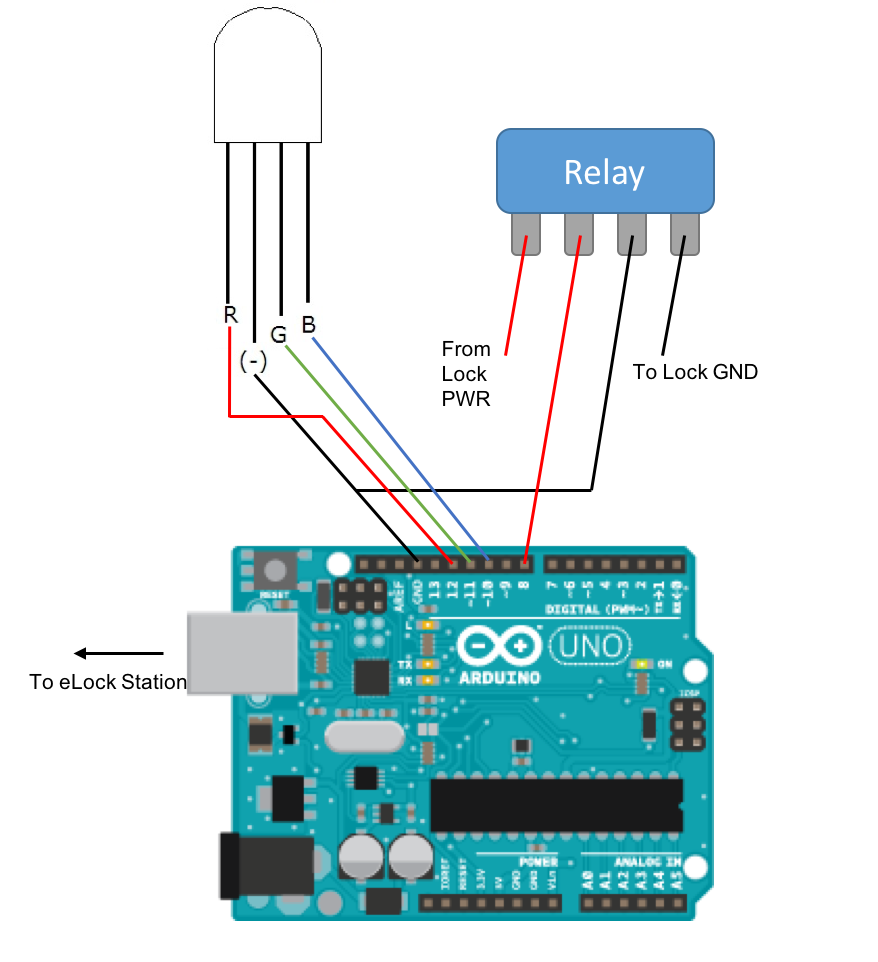 Relay
R
G
B
(-)
From
Lock
PWR
To Lock GND
RESET
AREF
GND
13
12
~11
~10
~9
8
7
~6
~5
4
~3
2
TX→1
RX←0
DIGITAL (PWM~)
L
TX
RX
ARDUINO
UNO
ON
ICSP
To eLock Station
POWER
ANALOG IN
IOREF
RESET
3.3V
5V
GND
GND
Vin
A0
A1
A2
A3
A4
A5